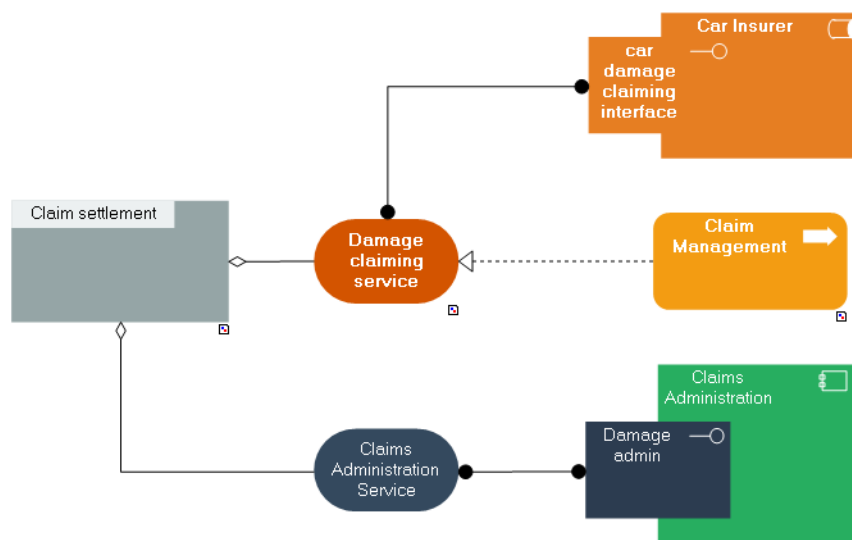 Car Insurer
car
damage
claiming
interface
Claim settlement
Damage
claiming
service
Claim
Management
Claims
Administration
Damage
admin
Claims
Administration
Service